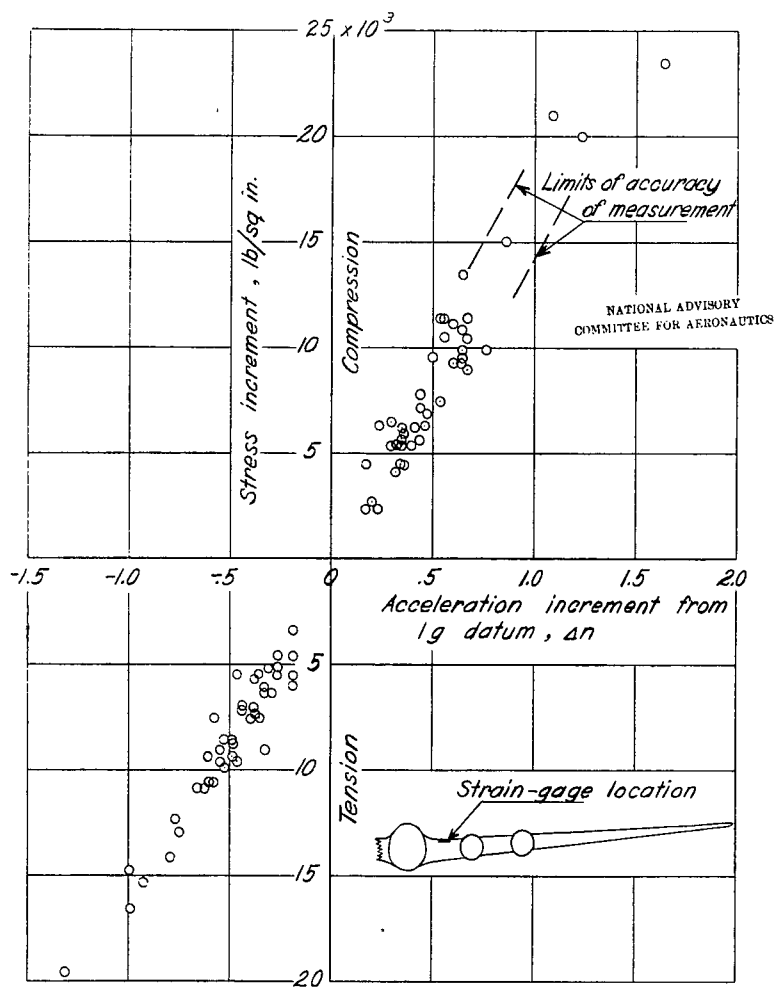 25 x 10³
20
15
10
5
Stress increment, lb/sq in.
Compression
Limits of accuracy
of measurement
NATIONAL ADVISORY
COMMITTEE FOR AERONAUTICS
-1.5 -1.0 -.5 0 .5 1.0 1.5 2.0
Acceleration increment from
1g datum, Δn
5
10
15
20
Tension
Strain-gage location